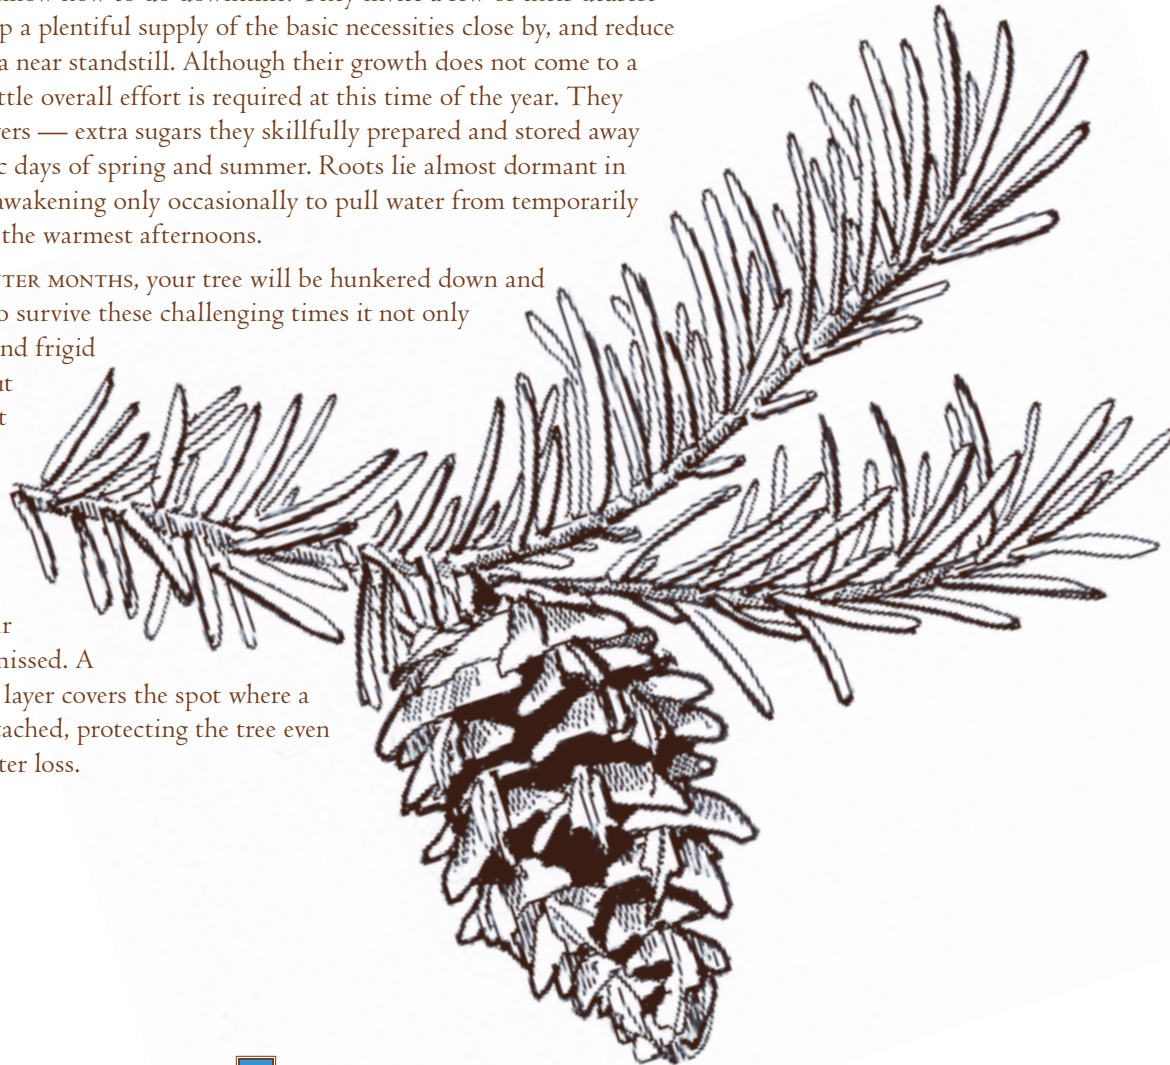 p a plentiful supply of the basic necessities close by, and reduce
a near standstill. Although their growth does not come to a
ttle overall effort is required at this time of the year. They
ers — extra sugars they skillfully prepared and stored away
c days of spring and summer. Roots lie almost dormant in
awakening only occasionally to pull water from temporarily
the warmest afternoons.
TER MONTHS, your tree will be hunkered down and
o survive these challenging times it not only
nd frigid
ut
t
r
missed. A
layer covers the spot where a
tached, protecting the tree even
ter loss.